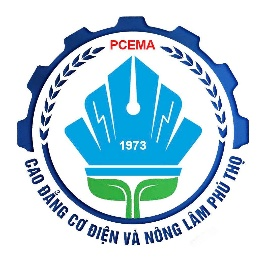 PCEMA
1973
CAO ĐẲNG CƠ ĐIỆN VÀ NÔNG LÂM PHÚ THỌ